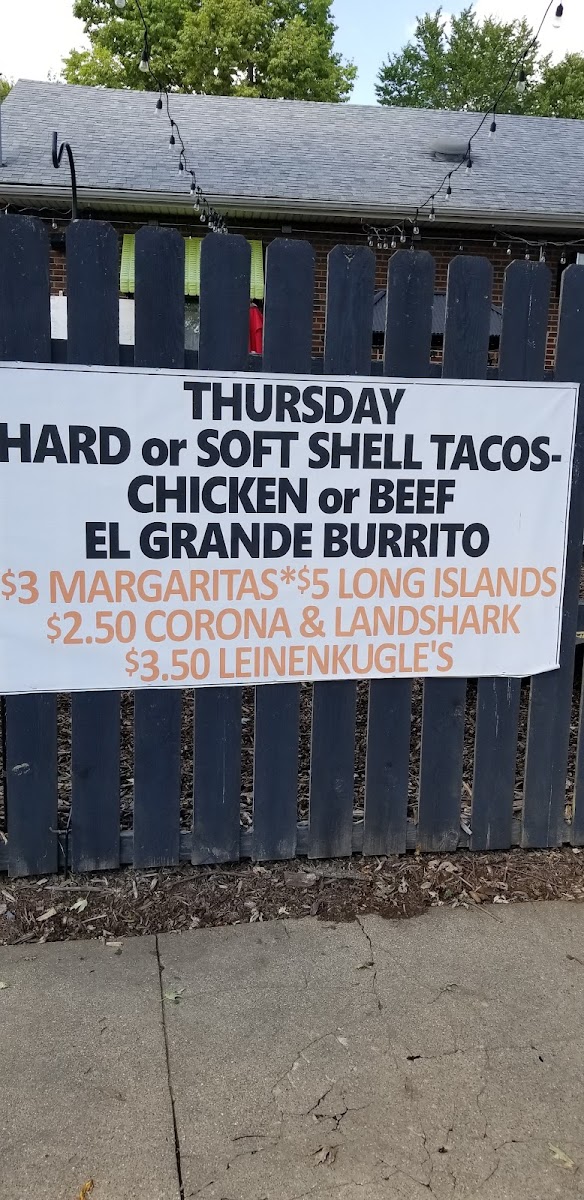 THURSDAY
HARD or SOFT SHELL TACOS-
CHICKEN or BEEF
EL GRANDE BURRITO
$3 MARGARITAS*$5 LONG ISLANDS
$2.50 CORONA & LANDSHARK
$3.50 LEINENKUGLE'S